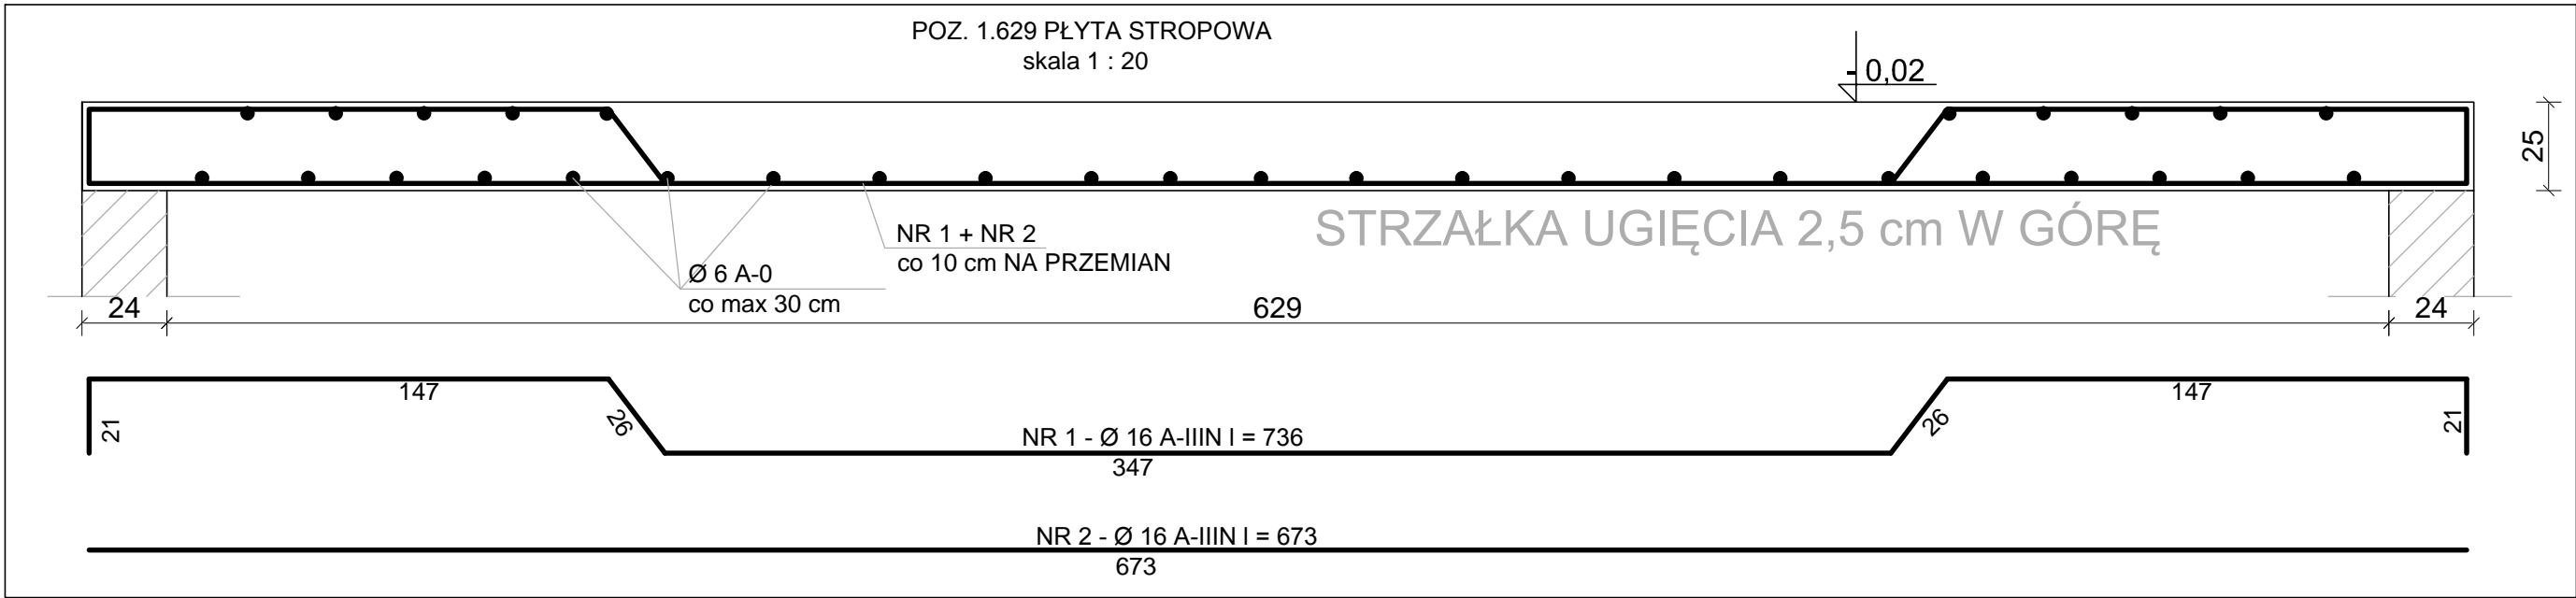 POZ. 1.629 PŁYTA STROPOWA
skala 1 : 20
- 0,02
25
STRZAŁKA UGIĘCIA 2,5 cm W GÓRĘ
NR 1 + NR 2
co 10 cm NA PRZEMIAN
Ø 6 A-0
co max 30 cm
24
629
24
147
147
21
26
26
21
NR 1 - Ø 16 A-IIIN l = 736
347
NR 2 - Ø 16 A-IIIN l = 673
673